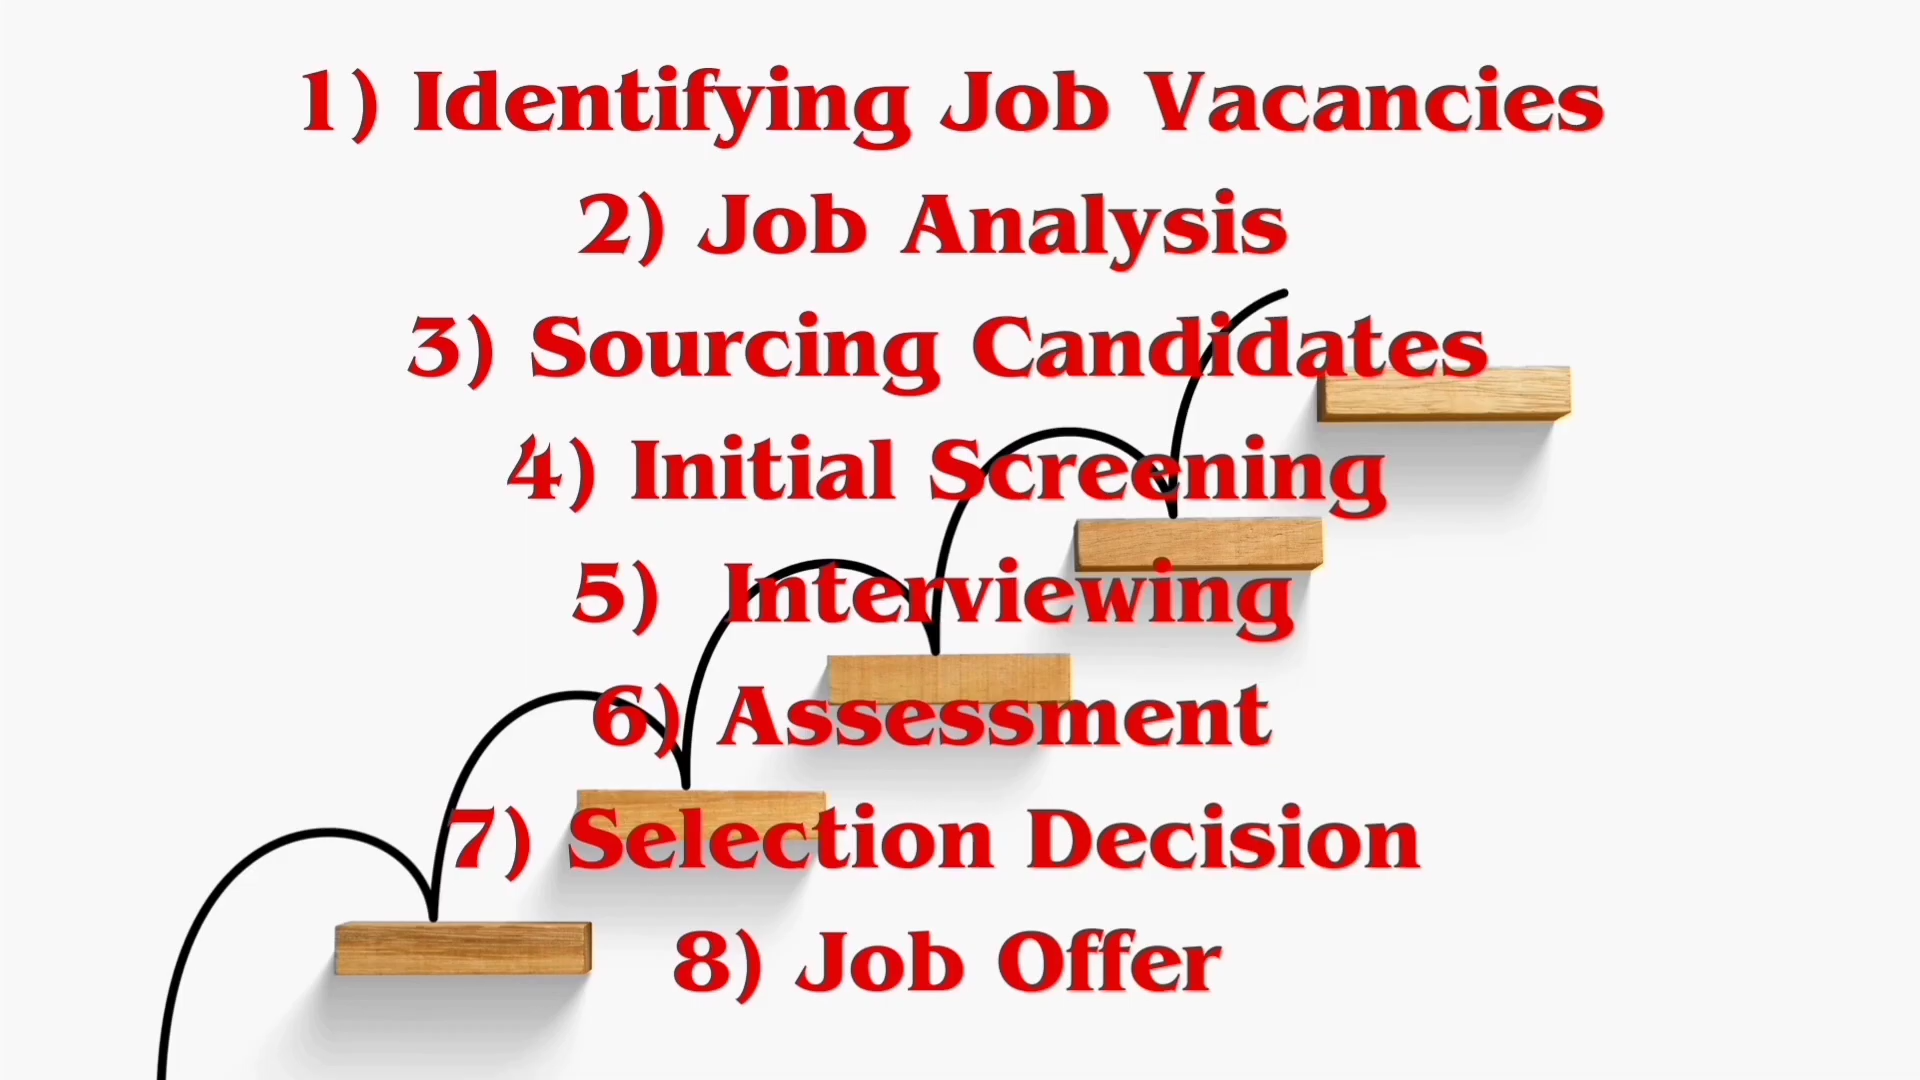 1) Identifying Job Vacancies
2) Job Analysis
3) Sourcing Candidates
4) Initial Screening
5) Interviewing
6) Assessment
7) Selection Decision
8) Job Offer